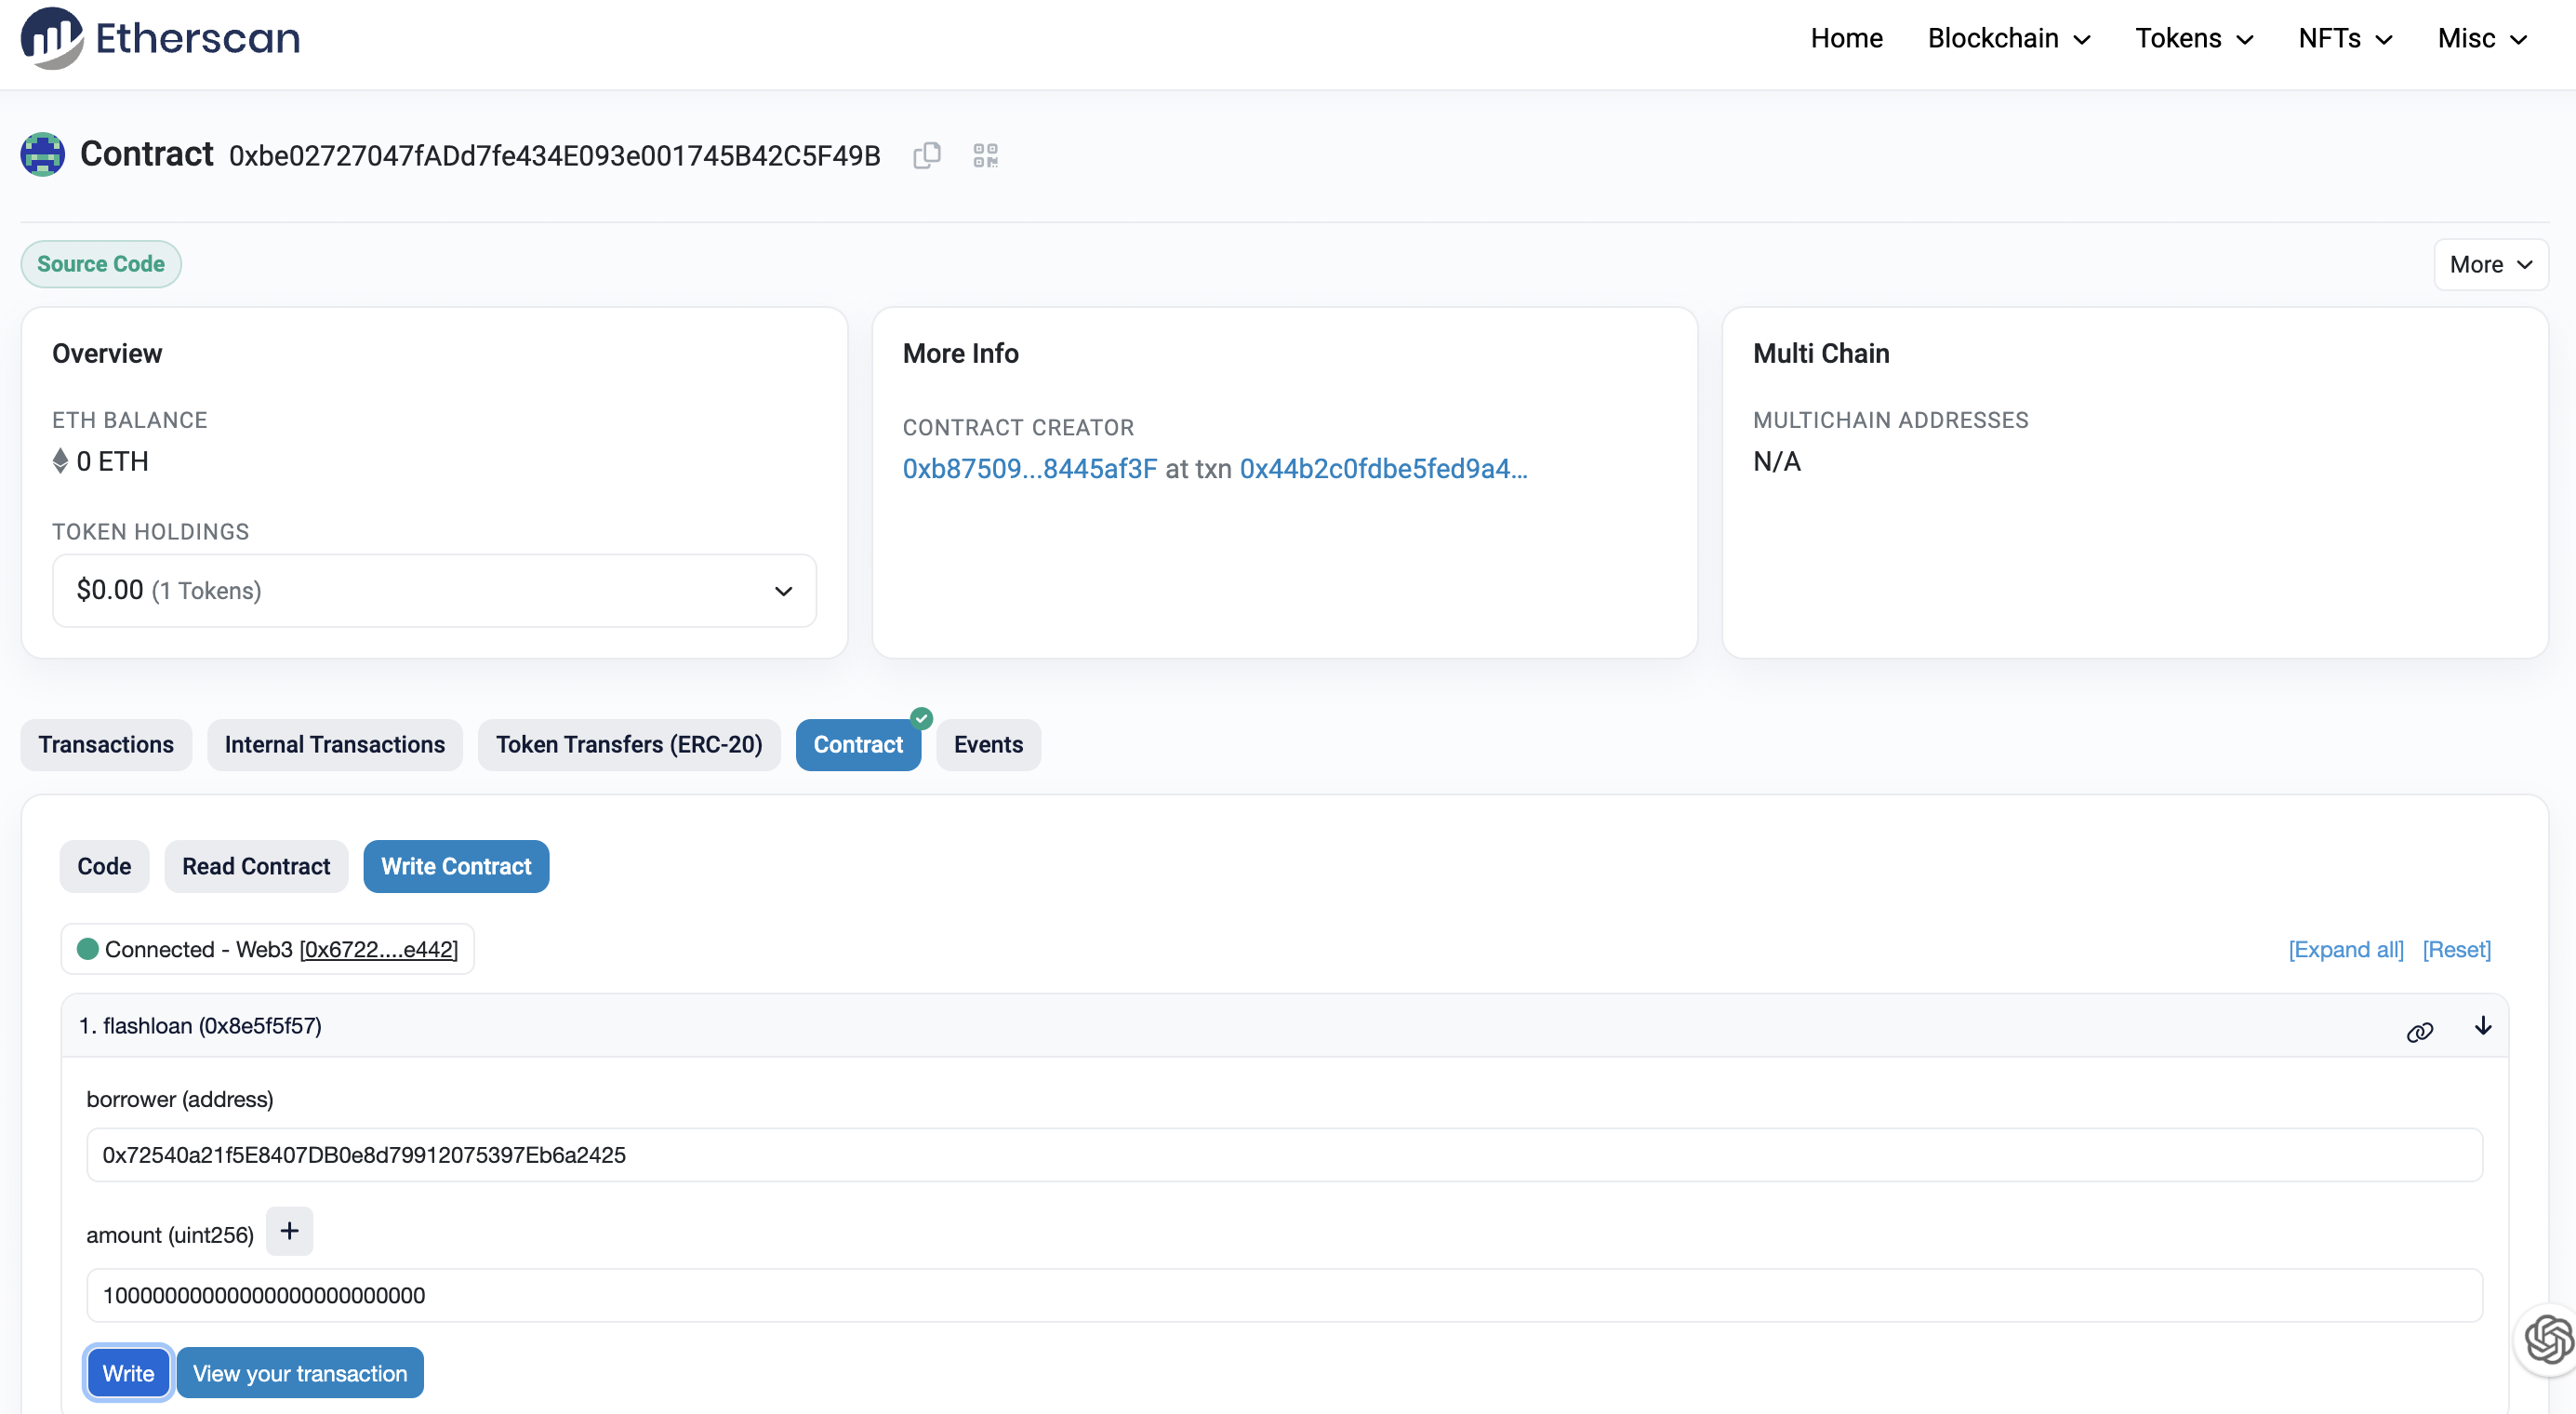 Etherscan
Home Blockchain Tokens NFTs Misc
Contract 0xbe02727047fADd7fe434E093e001745B42C5F49B
Source Code
More
Overview
ETH BALANCE
0 ETH
TOKEN HOLDINGS
$0.00 (1 Tokens)
More Info
CONTRACT CREATOR
0xb87509...8445af3F at txn 0x44b2c0fdbe5fed9a4...
Multi Chain
MULTICHAIN ADDRESSES
N/A
Transactions Internal Transactions Token Transfers (ERC-20) Contract Events
Code Read Contract Write Contract
Connected - Web3 [0x6722....e442]
[Expand all] [Reset]
1. flashloan (0x8e5f5f57)
borrower (address)
0x72540a21f5E8407DB0e8d79912075397Eb6a2425
amount (uint256) +
1000000000000000000000000000
Write View your transaction